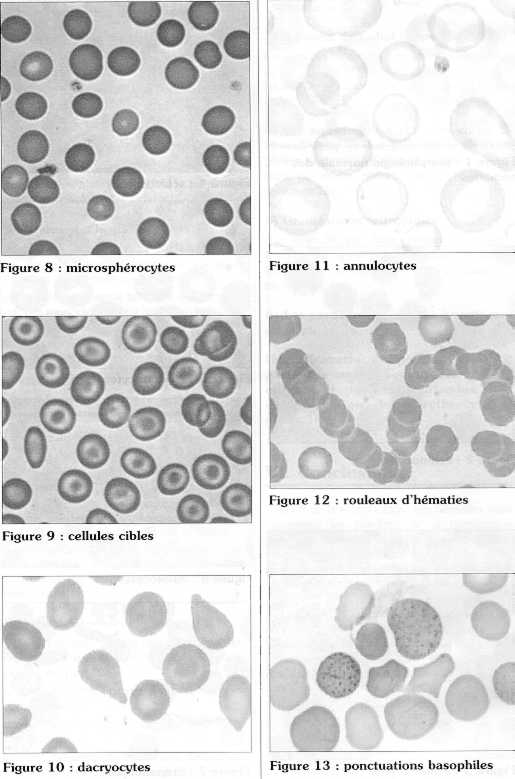 Figure 8 : microsphérocytes
Figure 9 : cellules cibles
Figure 10 : dacryocytes
Figure 11 : annulocytes
Figure 12 : rouleaux d'hématies
Figure 13 : ponctuations basophiles